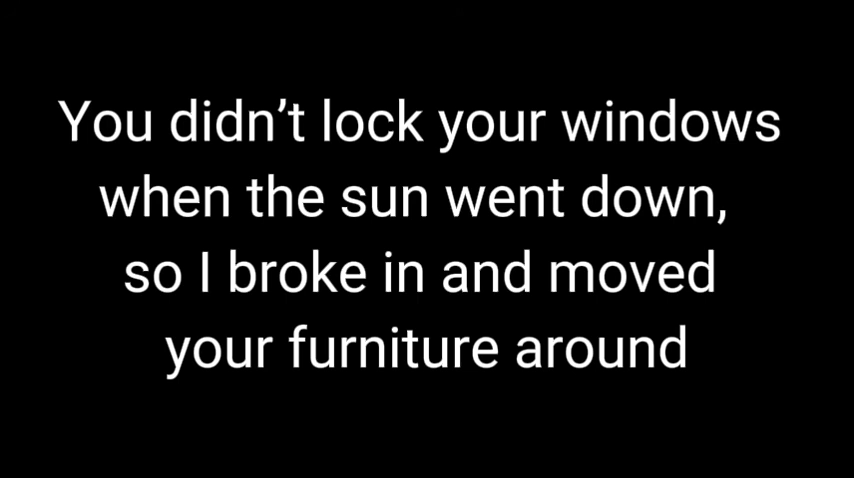 You didn’t lock your windows
when the sun went down,
so I broke in and moved
your furniture around